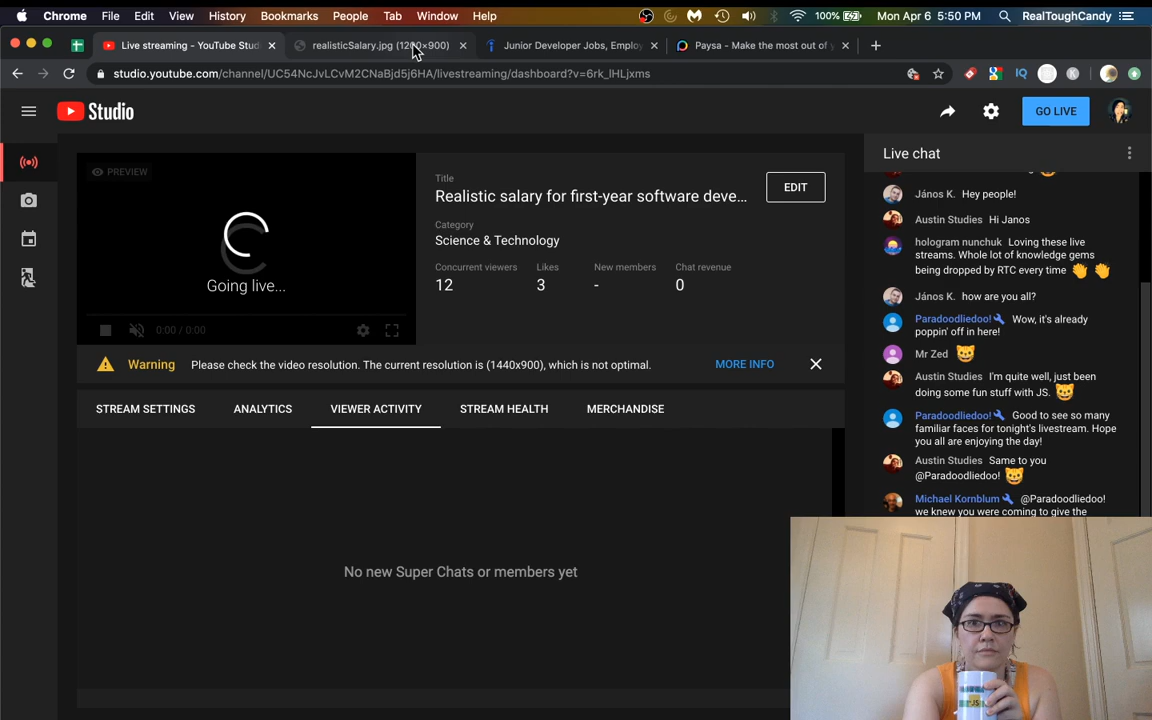 Chrome File Edit View History Bookmarks People Tab Window Help 100% Mon Apr 6 5:50 PM RealToughCandy
Live streaming - YouTube Stud realisticSalary.jpg (1200×900) Junior Developer Jobs, Employ Paysa - Make the most out of y
studio.youtube.com/channel/UC54NcJvLCvM2CNaBjd5j6HA/livestreaming/dashboard?v=6rk_IHLjxms IQ K
Studio GO LIVE
Live chat
PREVIEW
Going live...
0:00 / 0:00
Title
Realistic salary for first-year software deve...
EDIT
Category
Science & Technology
Concurrent viewers Likes New members Chat revenue
12 3 - 0
Warning Please check the video resolution. The current resolution is (1440x900), which is not optimal. MORE INFO
STREAM SETTINGS ANALYTICS VIEWER ACTIVITY STREAM HEALTH MERCHANDISE
No new Super Chats or members yet
János K. Hey people!
Austin Studies Hi Janos
hologram nunchuk Loving these live
streams. Whole lot of knowledge gems
being dropped by RTC every time
János K. how are you all?
Paradoodliedoo! Wow, it's already
poppin' off in here!
Mr Zed
Austin Studies I'm quite well, just been
doing some fun stuff with JS.
Paradoodliedoo! Good to see so many
familiar faces for tonight's livestream. Hope
you all are enjoying the day!
Austin Studies Same to you
@Paradoodliedoo!
Michael Kornblum @Paradoodliedoo!
we knew you were coming to give the
JS